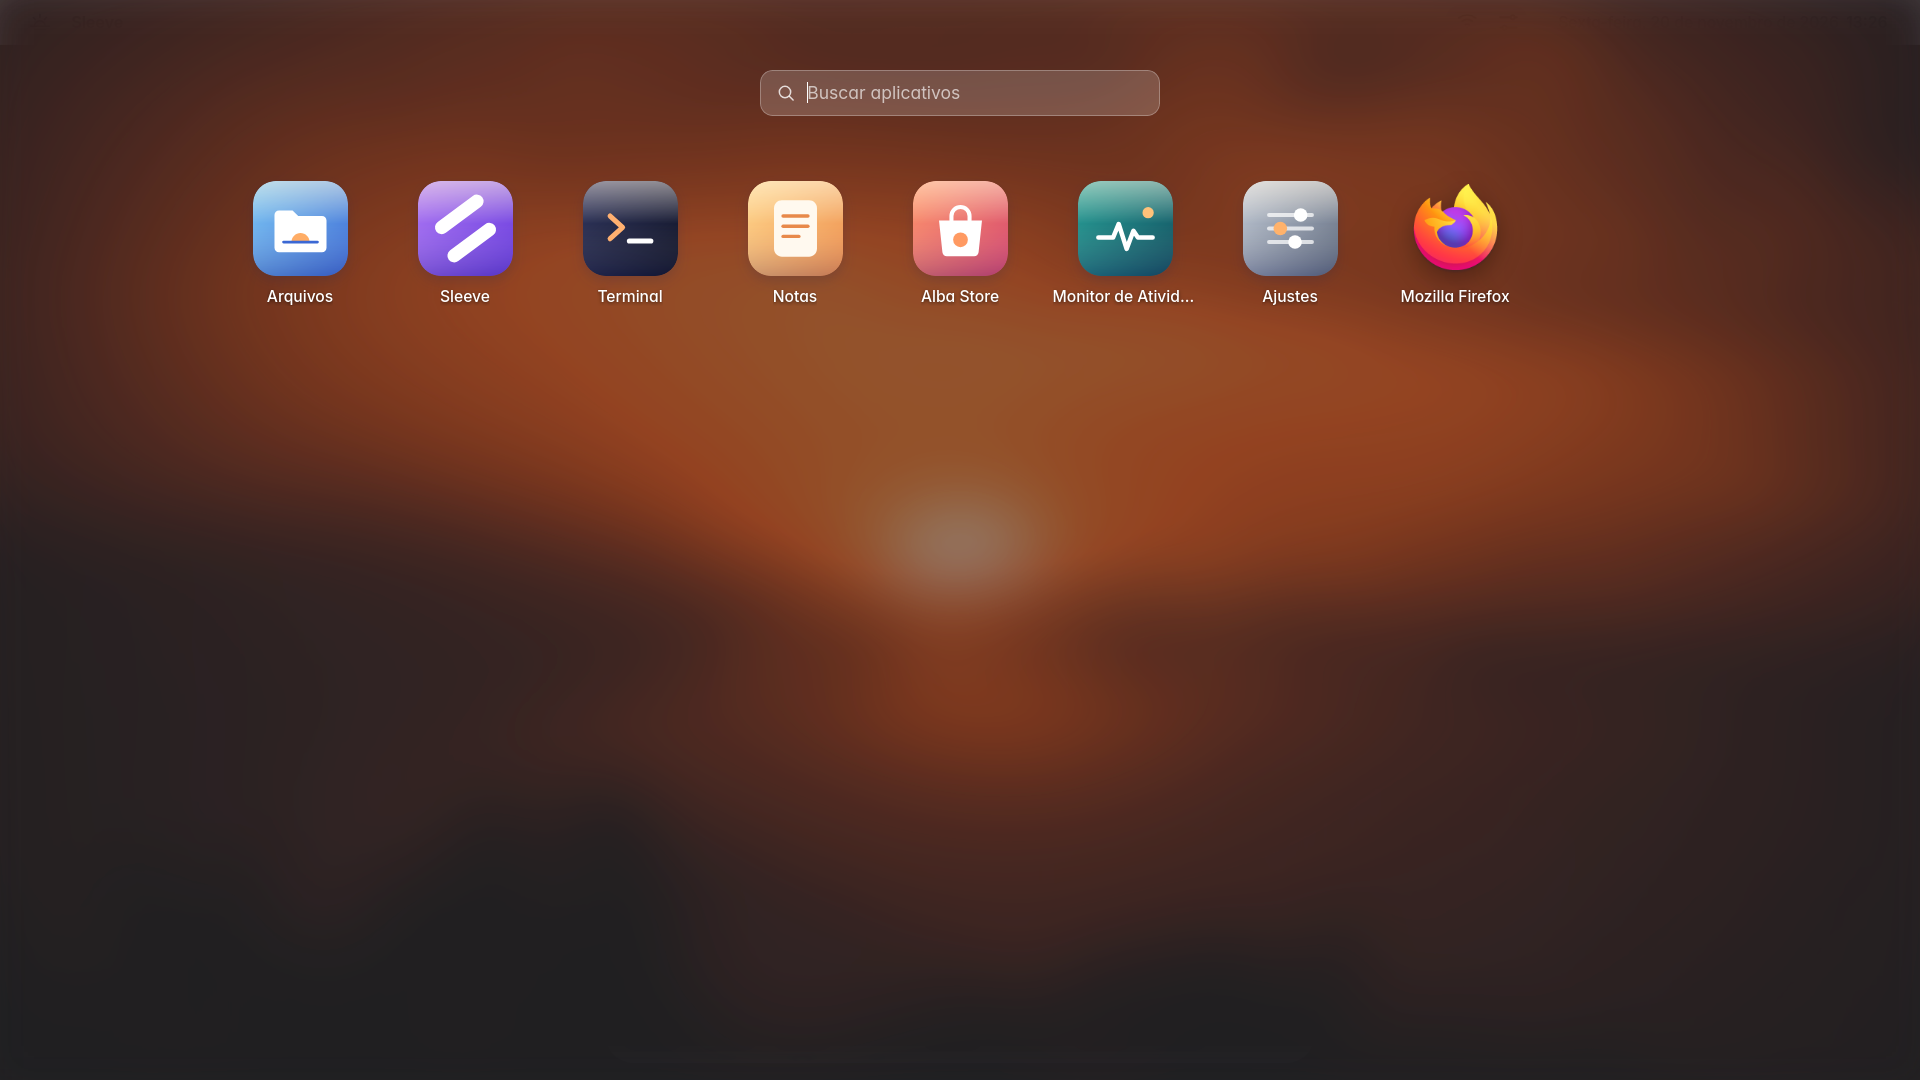 Buscar aplicativos
Arquivos
Sleeve
Terminal
Notas
Alba Store
Monitor de Ativid...
Ajustes
Mozilla Firefox